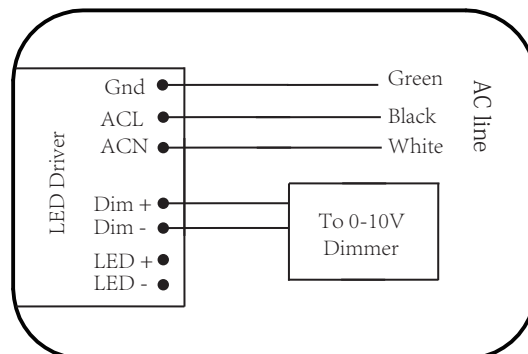 LED Driver
Gnd
ACL
ACN
Dim +
Dim -
LED +
LED -
Green
Black
White
AC line
To 0-10V
Dimmer